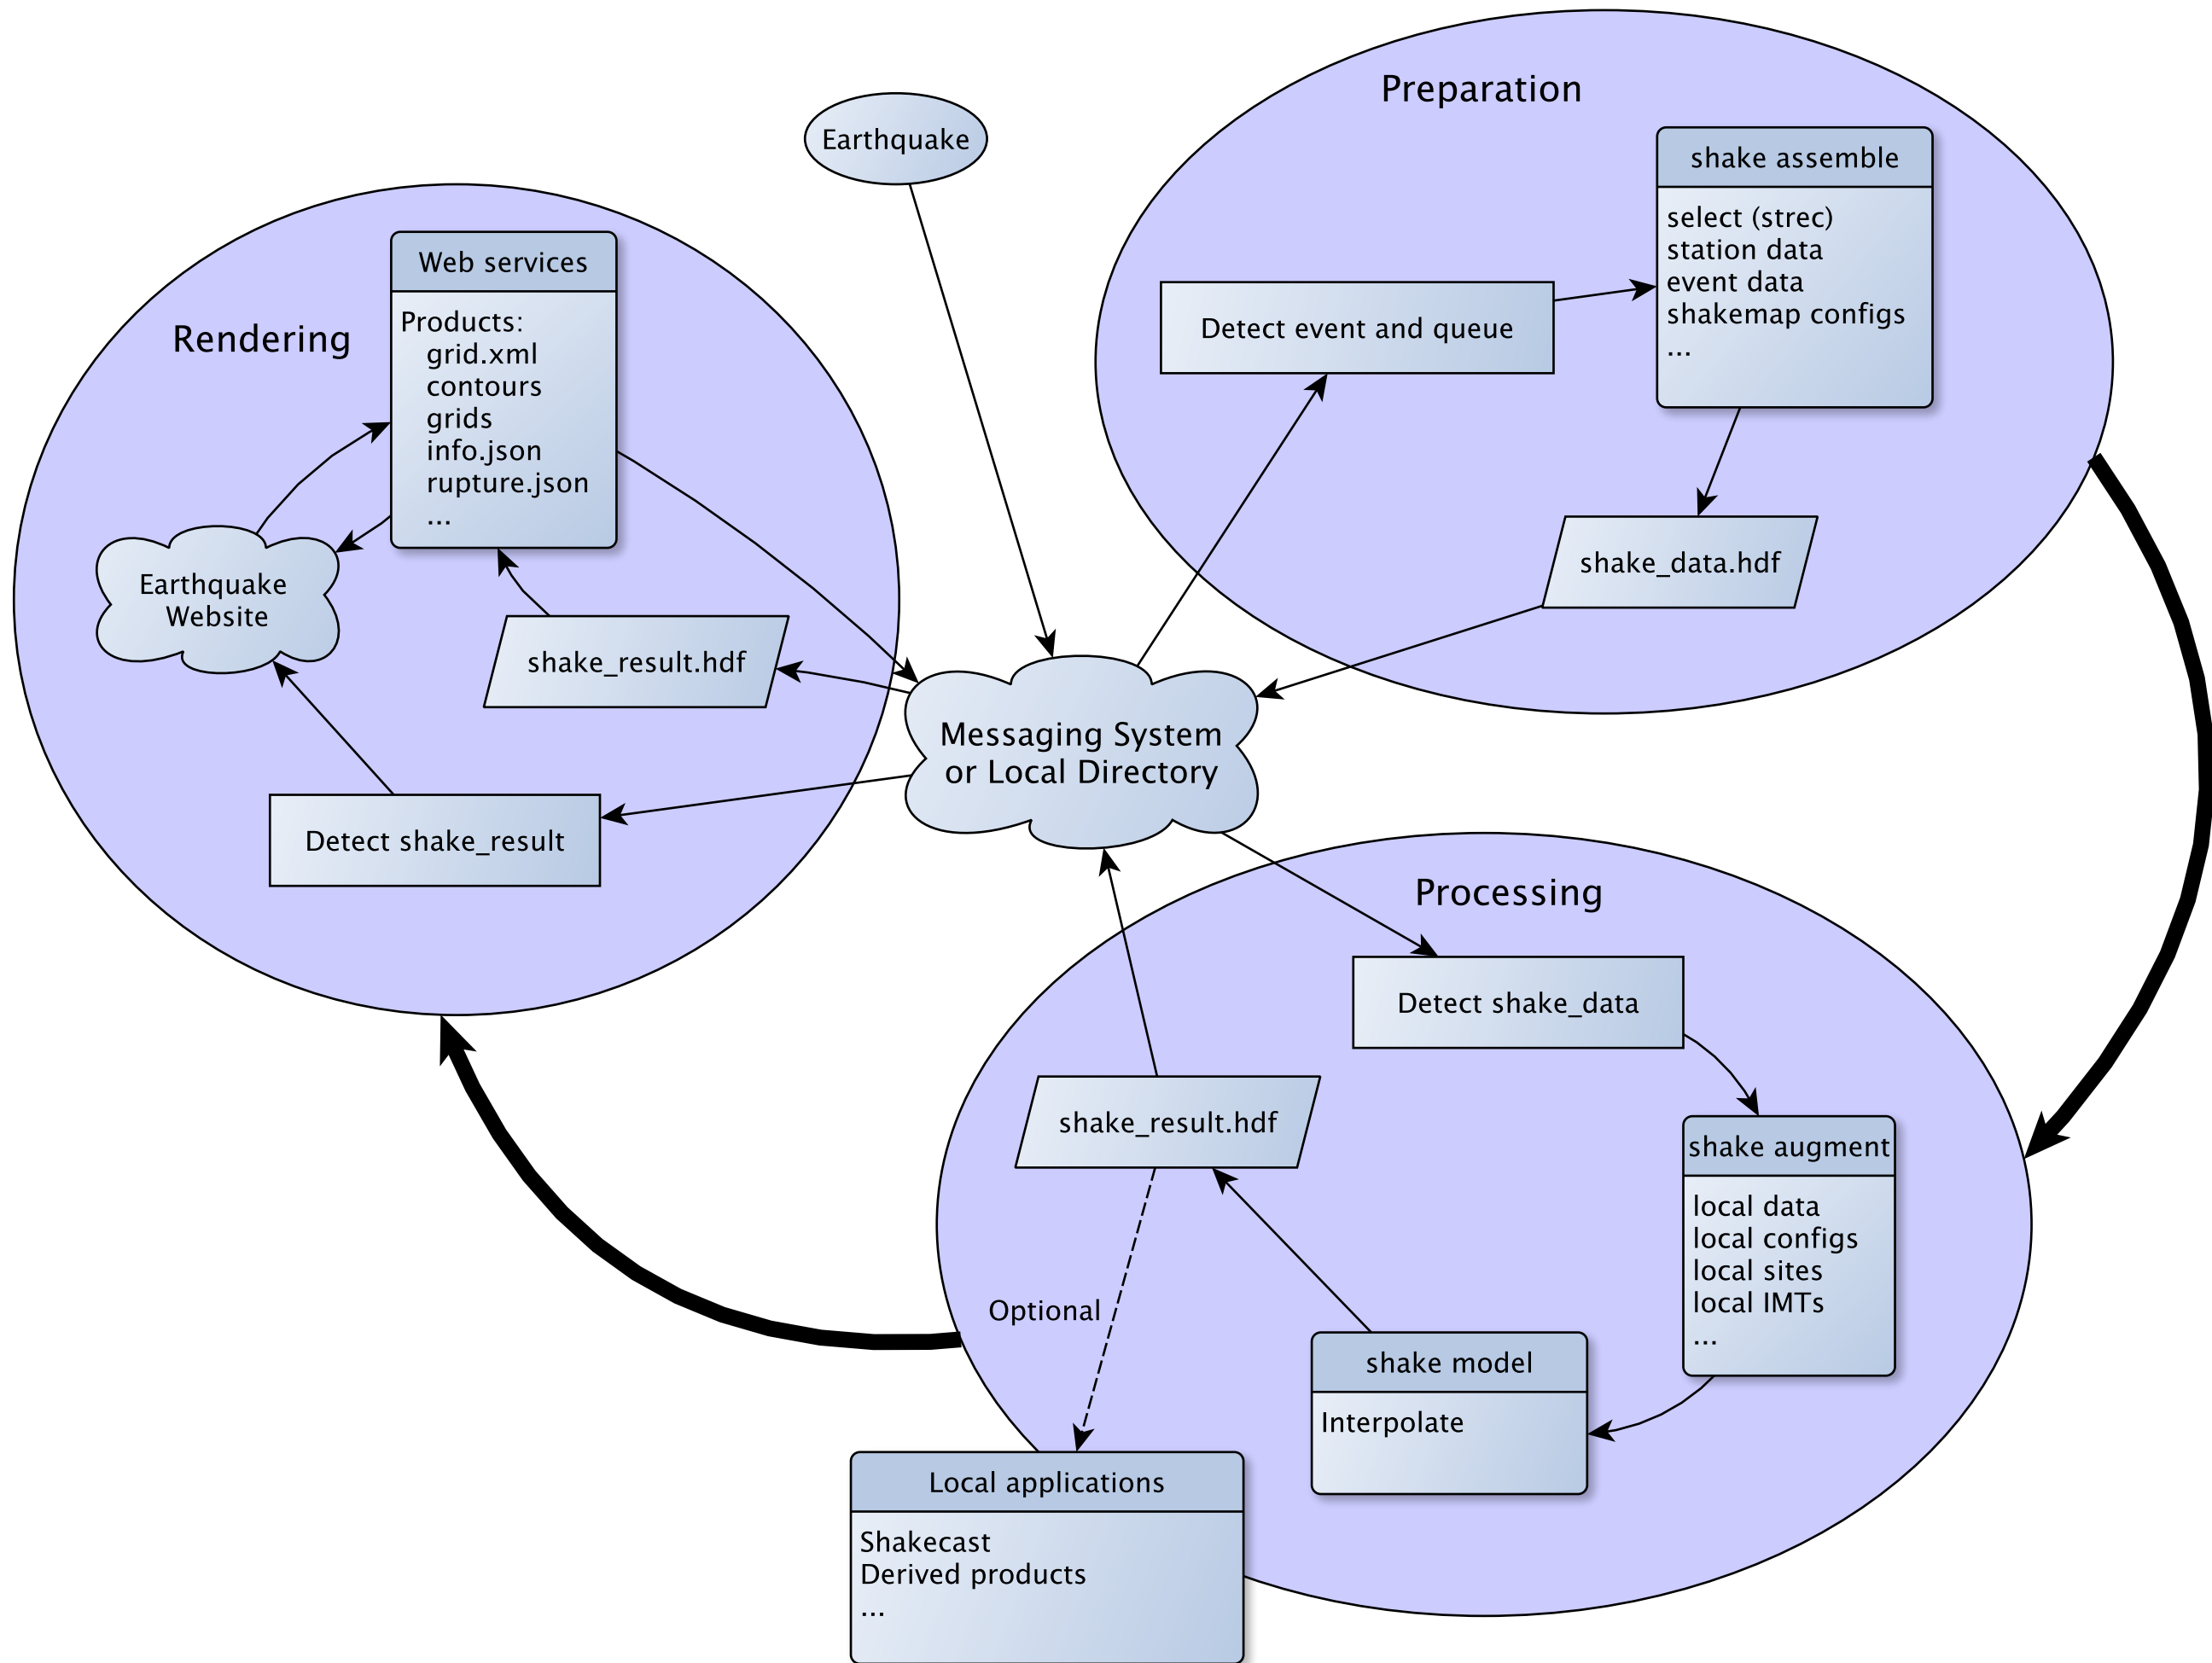 Preparation
Earthquake
shake assemble
select (strec)
station data
event data
shakemap configs
...
Detect event and queue
shake_data.hdf
Rendering
Web services
Products:
grid.xml
contours
grids
info.json
rupture.json
...
Earthquake
Website
shake_result.hdf
Detect shake_result
Messaging System
or Local Directory
Processing
Detect shake_data
shake augment
local data
local configs
local sites
local IMTs
...
shake_result.hdf
Optional
shake model
Interpolate
Local applications
Shakecast
Derived products
...